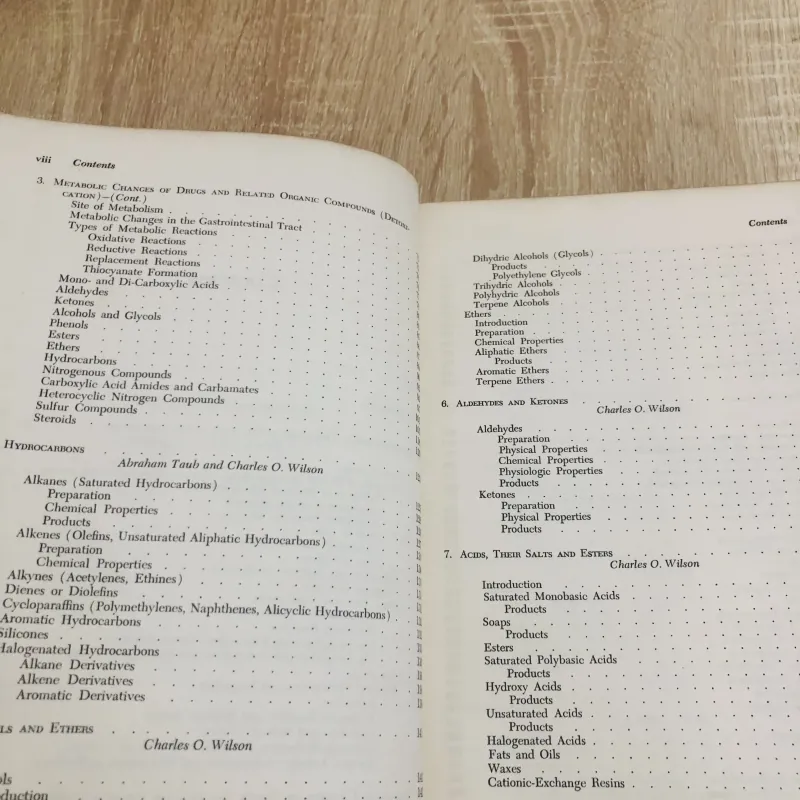 viii Contents
3. Metabolic Changes of Drugs and Related Organic Compounds (Detoxi-
cation)—(Cont.)
Site of Metabolism
Metabolic Changes in the Gastrointestinal Tract
Types of Metabolic Reactions
Oxidative Reactions
Reductive Reactions
Replacement Reactions
Thiocyanate Formation
Mono- and Di-Carboxylic Acids
Aldehydes
Ketones
Alcohols and Glycols
Phenols
Esters
Ethers
Hydrocarbons
Nitrogenous Compounds
Carboxylic Acid Amides and Carbamates
Heterocyclic Nitrogen Compounds
Sulfur Compounds
Steroids
Hydrocarbons
Abraham Taub and Charles O. Wilson
Alkanes (Saturated Hydrocarbons)
Preparation
Chemical Properties
Products
Alkenes (Olefins, Unsaturated Aliphatic Hydrocarbons)
Preparation
Chemical Properties
Alkynes (Acetylenes, Ethines)
Dienes or Diolefins
Cycloparaffins (Polymethylenes, Naphthenes, Alicyclic Hydrocarbons)
Aromatic Hydrocarbons
Silicones
Halogenated Hydrocarbons
Alkane Derivatives
Alkene Derivatives
Aromatic Derivatives
ls and Ethers
Charles O. Wilson
ols
oduction
Contents
Dihydric Alcohols (Glycols)
Products
Polyethylene Glycols
Trihydric Alcohols
Polyhydric Alcohols
Terpene Alcohols
Ethers
Introduction
Preparation
Chemical Properties
Aliphatic Ethers
Products
Aromatic Ethers
Terpene Ethers
6. Aldehydes and Ketones
Charles O. Wilson
Aldehydes
Preparation
Physical Properties
Chemical Properties
Physiologic Properties
Products
Ketones
Preparation
Physical Properties
Products
7. Acids, Their Salts and Esters
Charles O. Wilson
Introduction
Saturated Monobasic Acids
Products
Soaps
Products
Esters
Saturated Polybasic Acids
Products
Hydroxy Acids
Products
Unsaturated Acids
Products
Halogenated Acids
Fats and Oils
Waxes
Cationic-Exchange Resins